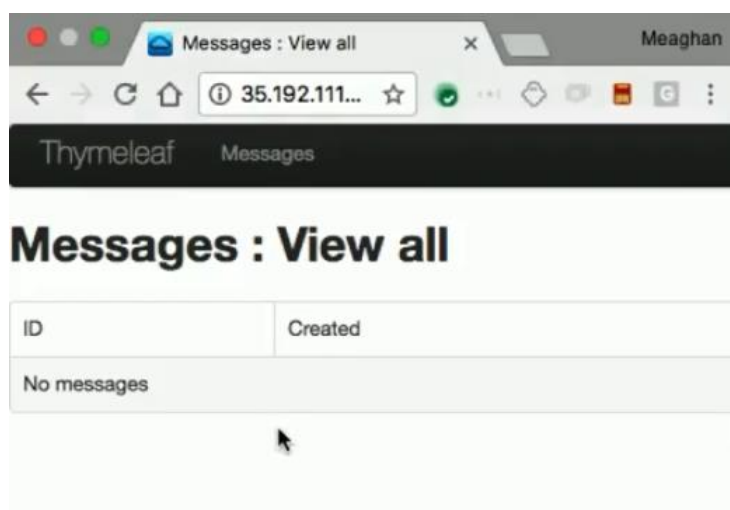 Messages : View all
Meaghan
35.192.111...
Thymeleaf Messages
Messages : View all
ID Created
No messages